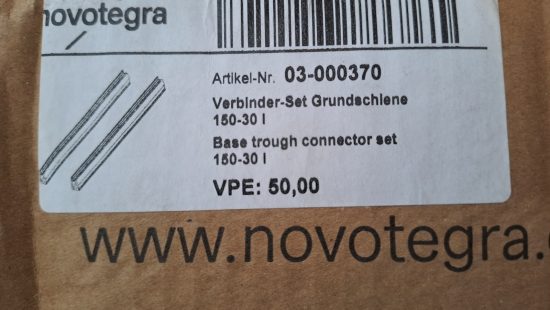 novotegra
Artikel-Nr. 03-000370
Verbinder-Set Grundschiene
150-30 l
Base trough connector set
150-30 l
VPE: 50,00
www.novotegra.